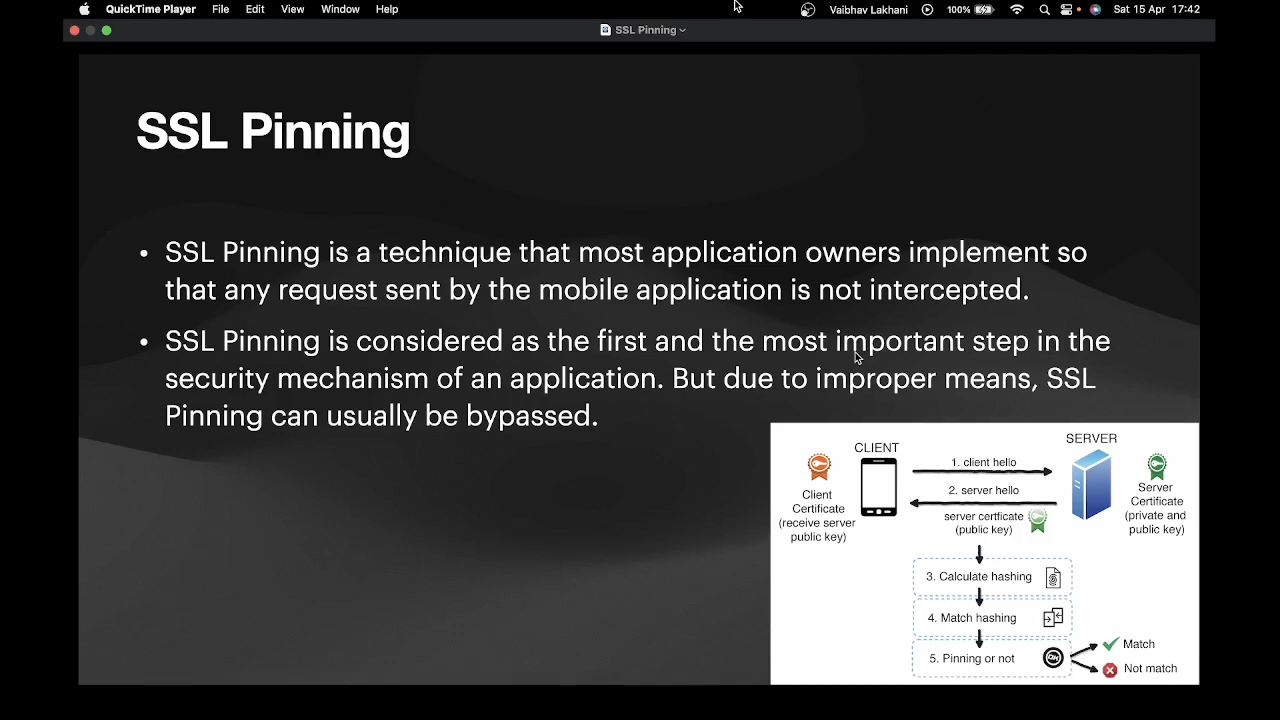 QuickTime Player File Edit View Window Help Vaibhav Lakhani 100% Sat 15 Apr 17:42
SSL Pinning
SSL Pinning
• SSL Pinning is a technique that most application owners implement so
that any request sent by the mobile application is not intercepted.
• SSL Pinning is considered as the first and the most important step in the
security mechanism of an application. But due to improper means, SSL
Pinning can usually be bypassed.
CLIENT
SERVER
1. client hello
2. server hello
server certficate
(public key)
Client
Certificate
(receive server
public key)
Server
Certificate
(private and
public key)
3. Calculate hashing
4. Match hashing
5. Pinning or not
Match
Not match